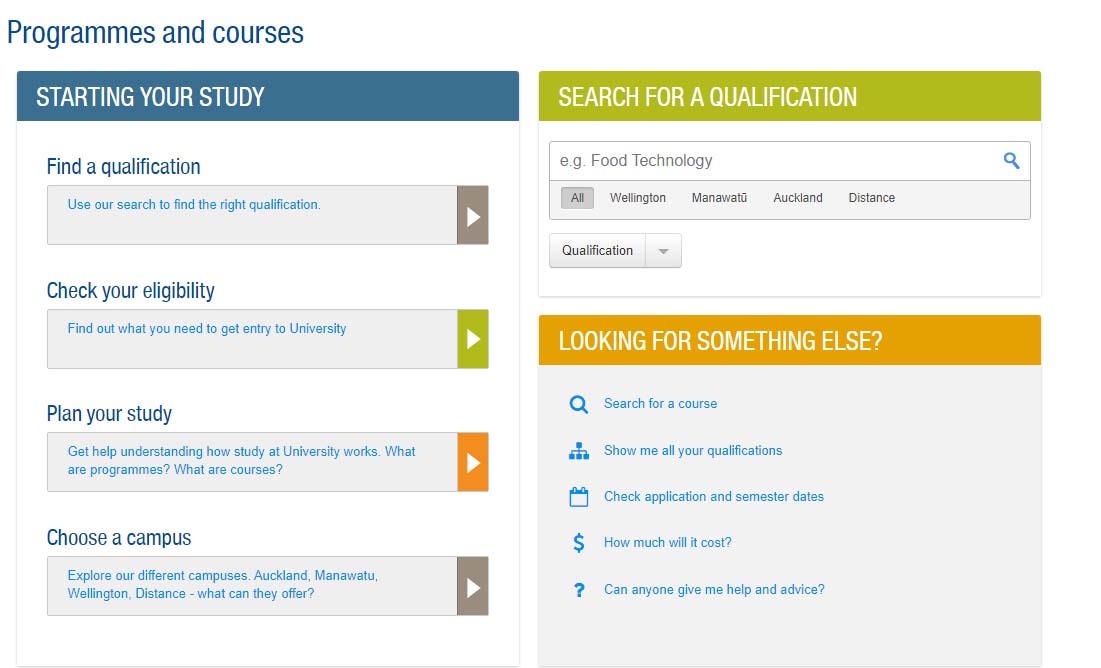 Programmes and courses
STARTING YOUR STUDY
Find a qualification
Use our search to find the right qualification.
Check your eligibility
Find out what you need to get entry to University
Plan your study
Get help understanding how study at University works. What
are programmes? What are courses?
Choose a campus
Explore our different campuses. Auckland, Manawatu,
Wellington, Distance - what can they offer?
SEARCH FOR A QUALIFICATION
e.g. Food Technology
All Wellington Manawatū Auckland Distance
Qualification
LOOKING FOR SOMETHING ELSE?
Search for a course
Show me all your qualifications
Check application and semester dates
$ How much will it cost?
? Can anyone give me help and advice?